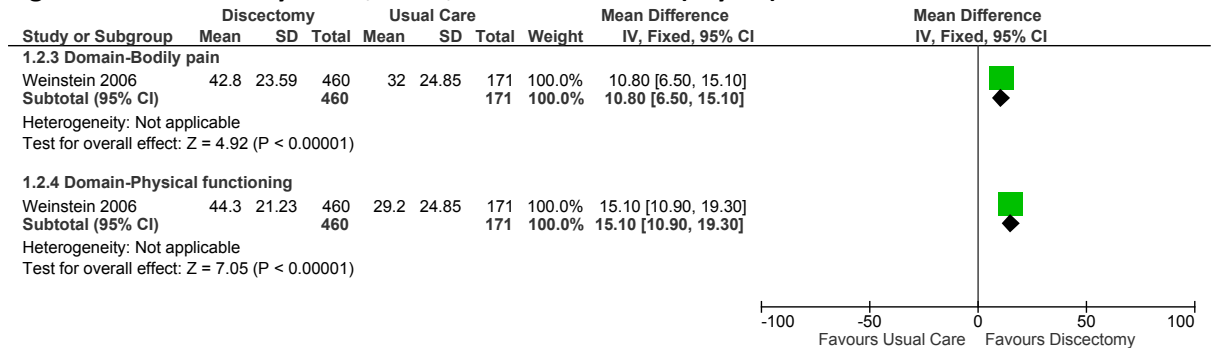 Discectomy Usual Care Mean Difference Mean Difference
Study or Subgroup Mean SD Total Mean SD Total Weight IV, Fixed, 95% CI IV, Fixed, 95% CI
1.2.3 Domain-Bodily pain
Weinstein 2006 42.8 23.59 460 32 24.85 171 100.0% 10.80 [6.50, 15.10]
Subtotal (95% CI) 460 171 100.0% 10.80 [6.50, 15.10]
Heterogeneity: Not applicable
Test for overall effect: Z = 4.92 (P < 0.00001)
1.2.4 Domain-Physical functioning
Weinstein 2006 44.3 21.23 460 29.2 24.85 171 100.0% 15.10 [10.90, 19.30]
Subtotal (95% CI) 460 171 100.0% 15.10 [10.90, 19.30]
Heterogeneity: Not applicable
Test for overall effect: Z = 7.05 (P < 0.00001)
-100 -50 0 50 100
Favours Usual Care Favours Discectomy